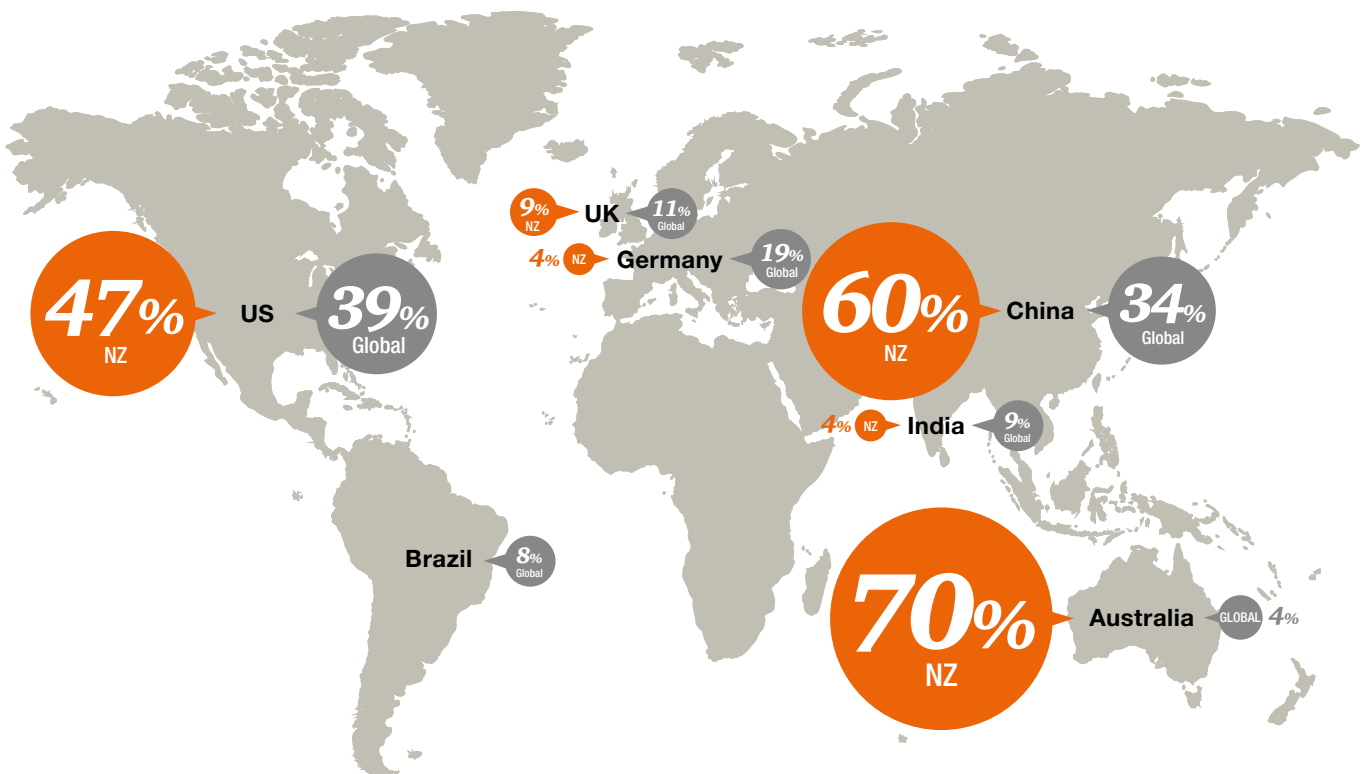 9%
NZ
UK
11%
Global
4%
NZ
Germany
19%
Global
47%
NZ
US
39%
Global
60%
NZ
China
34%
Global
4%
NZ
India
9%
Global
Brazil
8%
Global
70%
NZ
Australia
GLOBAL
4%